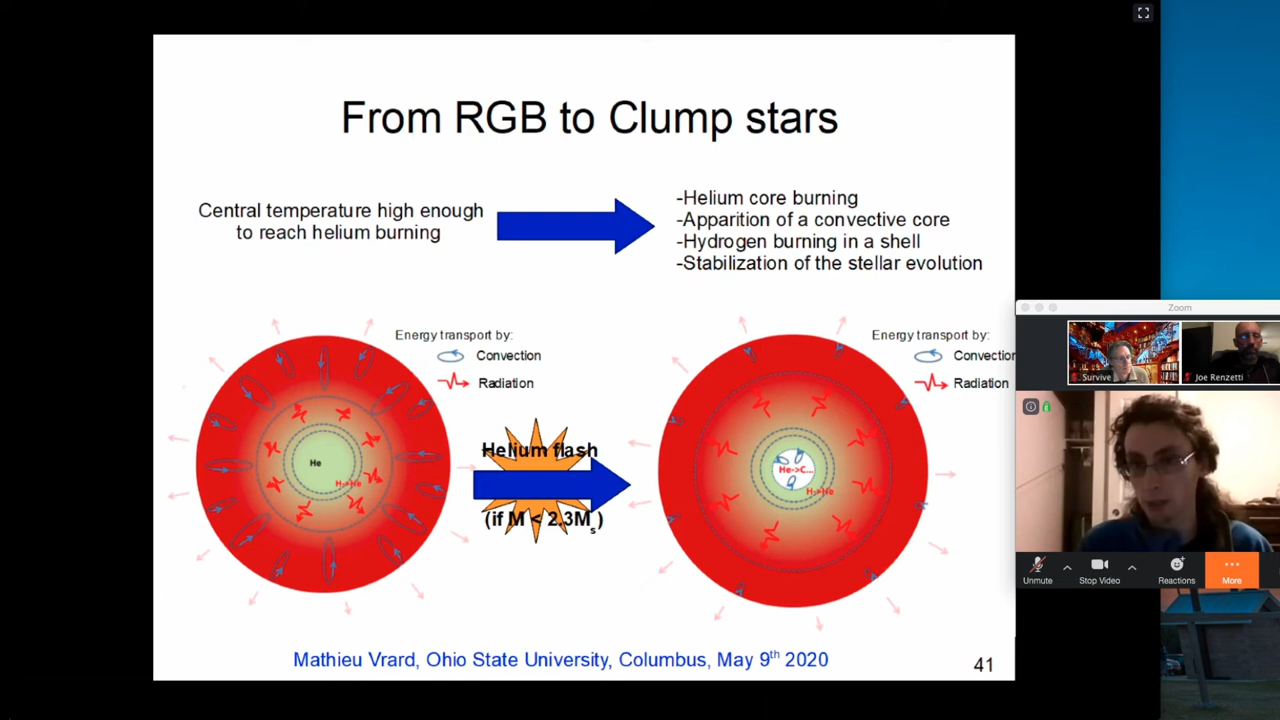 From RGB to Clump stars
Central temperature high enough
to reach helium burning
-Helium core burning
-Apparition of a convective core
-Hydrogen burning in a shell
-Stabilization of the stellar evolution
Energy transport by:
Convection
Radiation
He
H->He
Helium flash
(if M < 2.3Ms)
Energy transport by:
Convection
Radiation
He->C...
H->He
Mathieu Vrard, Ohio State University, Columbus, May 9th 2020
41
Zoom
Survive
Joe Renzetti
Unmute
Stop Video
Reactions
More